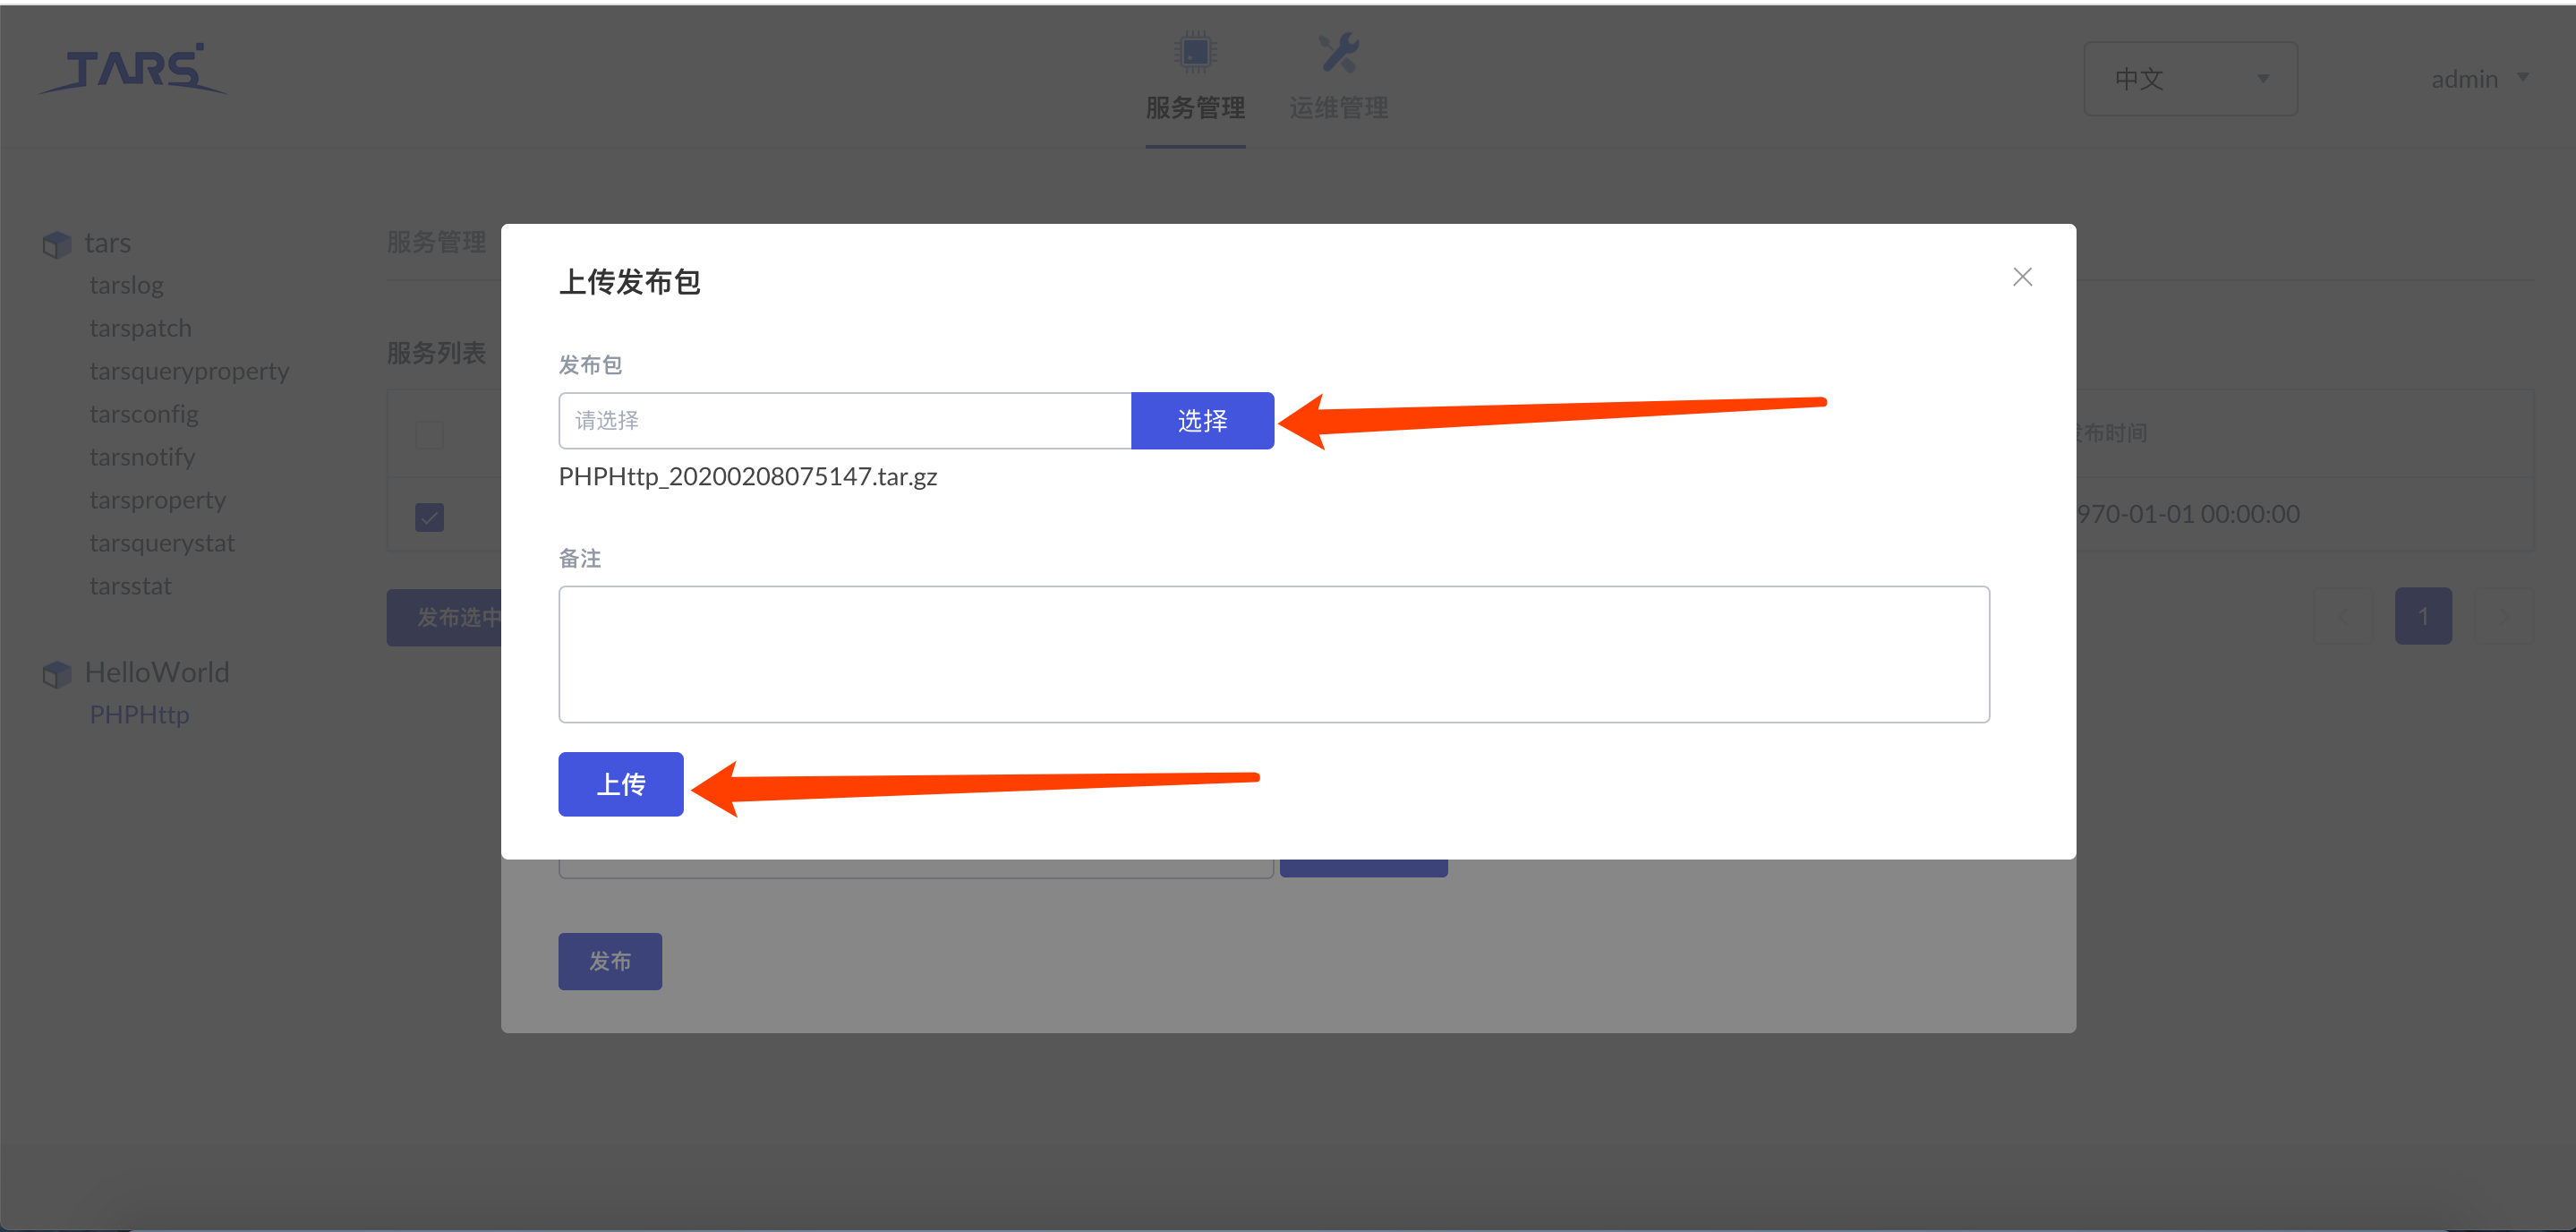 TARS
服务管理
运维管理
中文
admin
tars
tarslog
tarspatch
tarsqueryproperty
tarsconfig
tarsnotify
tarsproperty
tarsquerystat
tarsstat
HelloWorld
PHPHttp
服务管理
服务列表
发布时间
970-01-01 00:00:00
发布选中
1
上传发布包
发布包
请选择
选择
PHPHttp_20200208075147.tar.gz
备注
上传
发布